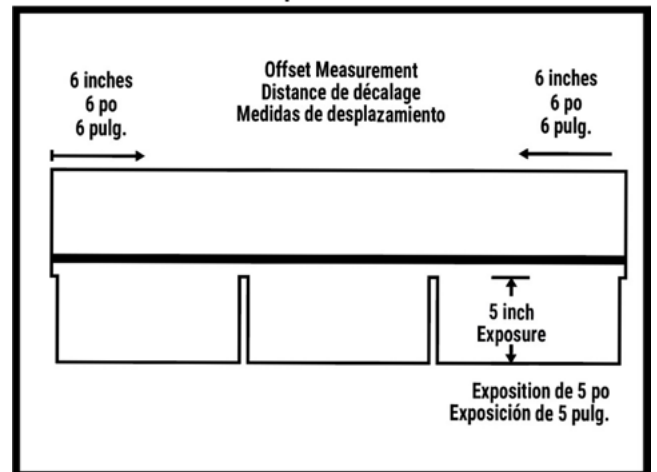 6 inches
6 po
6 pulg.
Offset Measurement
Distance de décalage
Medidas de desplazamiento
6 inches
6 po
6 pulg.
5 inch
Exposure
Exposition de 5 po
Exposición de 5 pulg.